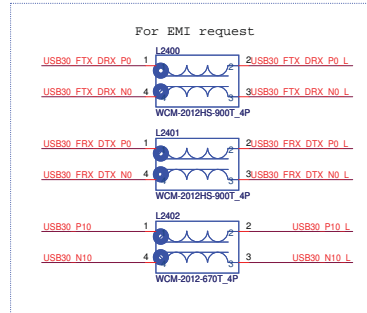 For EMI request
L2400
USB30_FTX_DRX_P0 1 2 USB30_FTX_DRX_P0_L
USB30_FTX_DRX_N0 4 3 USB30_FTX_DRX_N0_L
WCM-2012HS-900T_4P
L2401
USB30_FRX_DTX_P0 1 2 USB30_FRX_DTX_P0_L
USB30_FRX_DTX_N0 4 3 USB30_FRX_DTX_N0_L
WCM-2012HS-900T_4P
L2402
USB30_P10 1 2 USB30_P10_L
USB30_N10 4 3 USB30_N10_L
WCM-2012-670T_4P